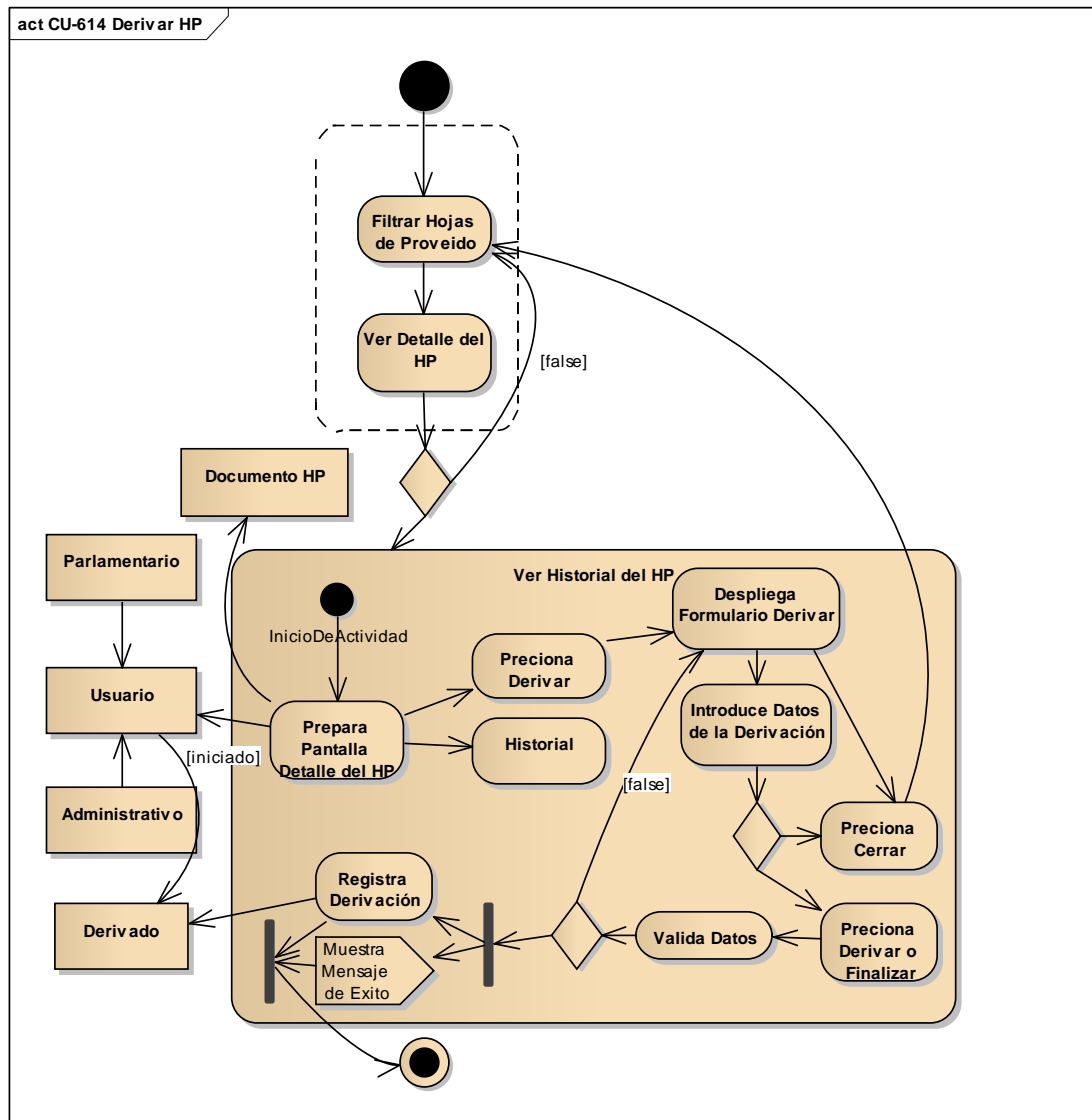 act CU-614 Derivar HP
Filtrar Hojas
de Proveido
Ver Detalle del
HP
[false]
Documento HP
Parlamentario
Usuario
Administrativo
Derivado
[iniciado]
Ver Historial del HP
InicioDeActividad
Prepara
Pantalla
Detalle del HP
Preciona
Derivar
Historial
Despliega
Formulario Derivar
Introduce Datos
de la Derivación
[false]
Preciona
Cerrar
Preciona
Derivar o
Finalizar
Valida Datos
Registra
Derivación
Muestra
Mensaje
de Exito